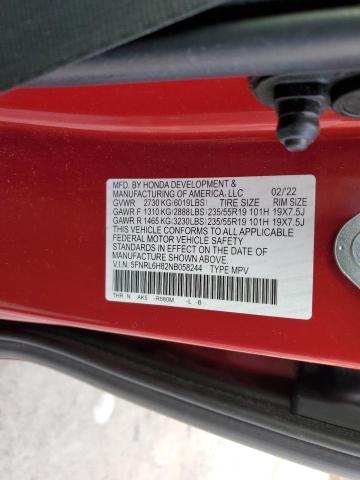 MFD. BY HONDA DEVELOPMENT &
MANUFACTURING OF AMERICA, LLC 02/22
GVWR 2730 KG(6019LBS) TIRE SIZE RIM SIZE
GAWR F 1310 KG(2888LBS) 235/55R19 101H 19X7.5J
GAWR R 1465 KG(3230LBS) 235/55R19 101H 19X7.5J
THIS VEHICLE CONFORMS TO ALL APPLICABLE
FEDERAL MOTOR VEHICLE SAFETY
STANDARDS IN EFFECT ON THE DATE
OF MANUFACTURE SHOWN ABOVE.
V.I.N.:5FNRL6H82NB058244 TYPE MPV
THR N AK5 -R580M -L -B